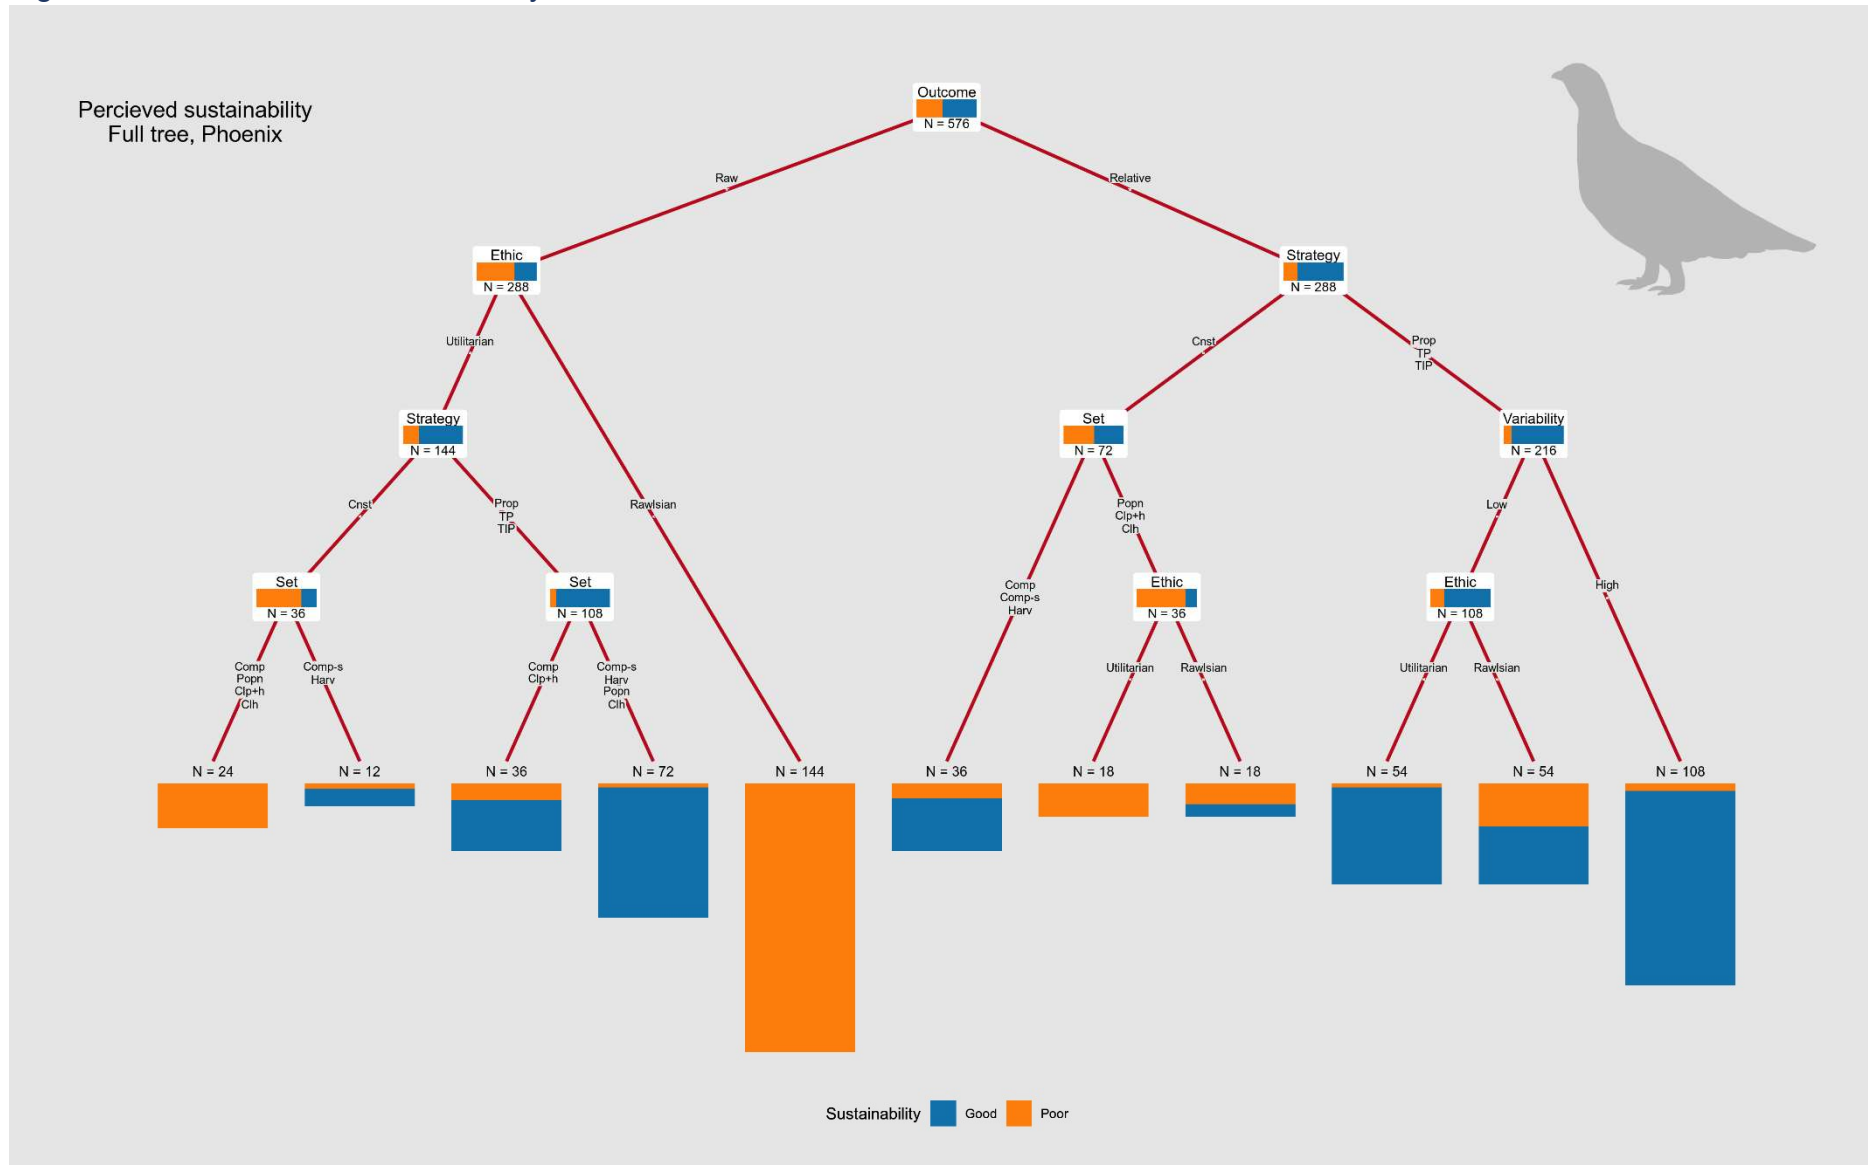 Percieved sustainability
Full tree, Phoenix
Outcome
N = 576
Raw
Relative
Ethic
N = 288
Strategy
N = 288
Utilitarian
Rawlsian
Cnst
Prop
TP
TIP
Strategy
N = 144
Set
N = 72
Variability
N = 216
Cnst
Prop
TP
TIP
Popn
Clp+h
Clh
Low
High
Comp
Comp-s
Harv
Set
N = 36
Set
N = 108
Ethic
N = 36
Ethic
N = 108
Comp
Popn
Clp+h
Clh
Comp-s
Harv
Comp
Clp+h
Comp-s
Harv
Popn
Clh
Utilitarian
Rawlsian
Utilitarian
Rawlsian
N = 24
N = 12
N = 36
N = 72
N = 144
N = 36
N = 18
N = 18
N = 54
N = 54
N = 108
Sustainability
Good
Poor